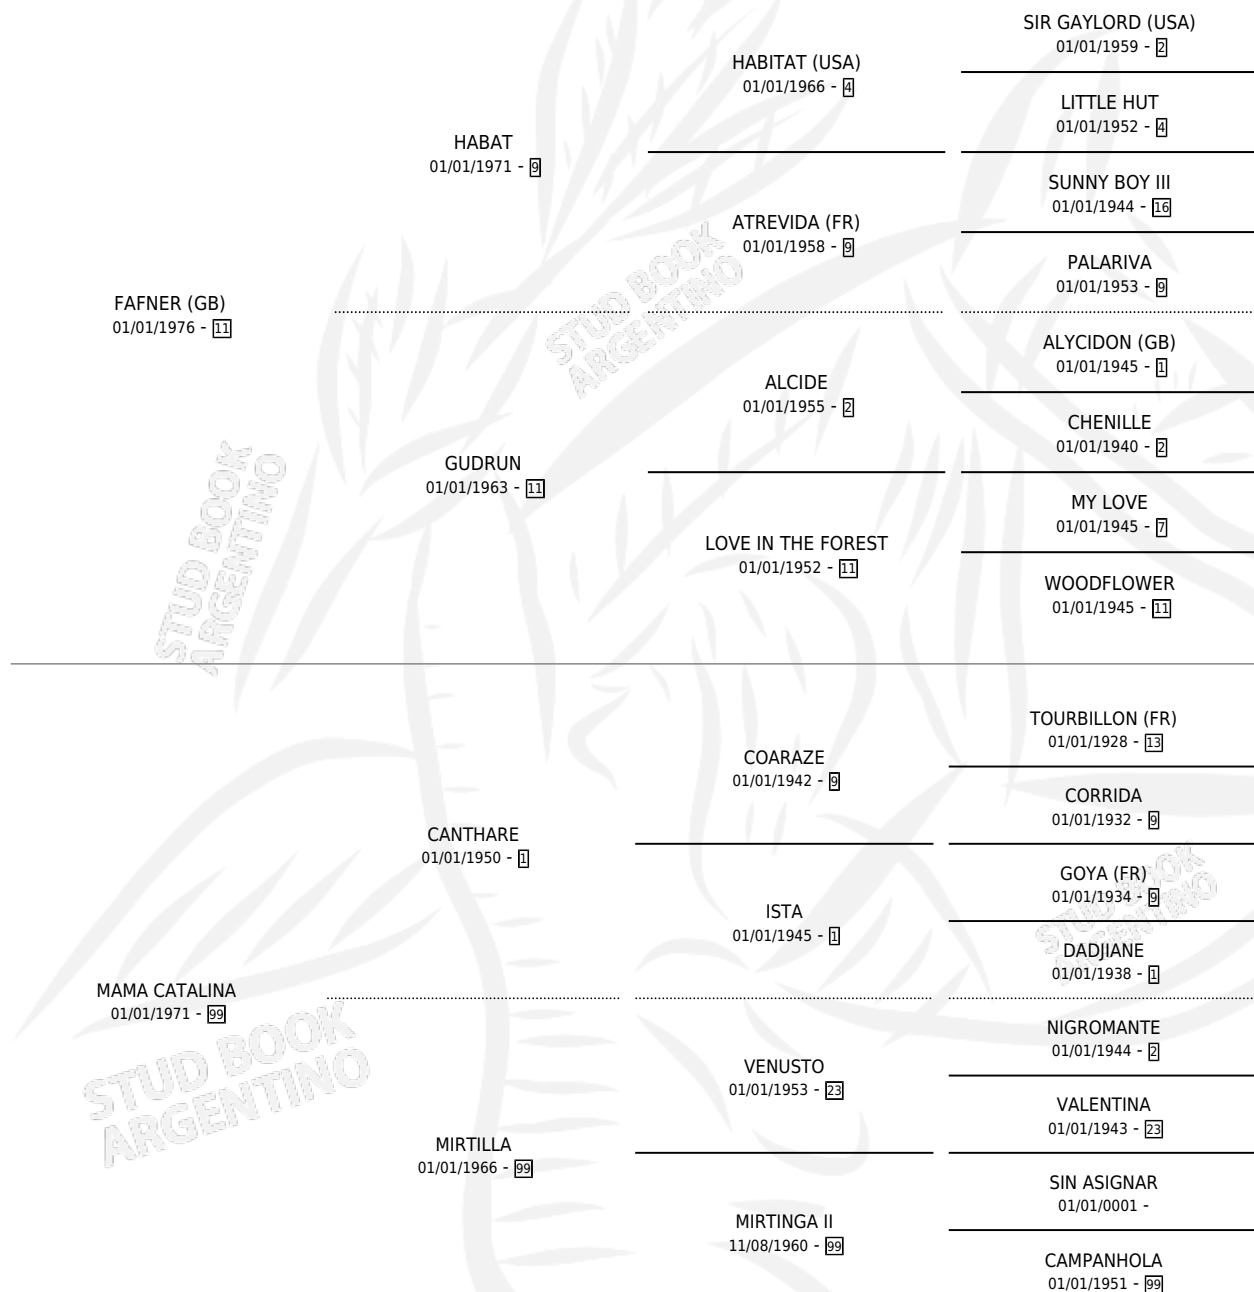 SIR GAYLORD (USA)
01/01/1959 - 2
HABITAT (USA)
01/01/1966 - 4
LITTLE HUT
01/01/1952 - 4
HABAT
01/01/1971 - 9
SUNNY BOY III
01/01/1944 - 16
ATREVIDA (FR)
01/01/1958 - 9
PALARIVA
01/01/1953 - 9
FAFNER (GB)
01/01/1976 - 11
ALYCIDON (GB)
01/01/1945 - 1
ALCIDE
01/01/1955 - 2
CHENILLE
01/01/1940 - 2
GUDRUN
01/01/1963 - 11
MY LOVE
01/01/1945 - 7
LOVE IN THE FOREST
01/01/1952 - 11
WOODFLOWER
01/01/1945 - 11
STUD BOOK
ARGENTINO
STUD BOOK
ARGENTINO
TOURBILLON (FR)
01/01/1928 - 13
COARAZE
01/01/1942 - 9
CORRIDA
01/01/1932 - 9
CANTHARE
01/01/1950 - 1
GOYA (FR)
01/01/1934 - 9
ISTA
01/01/1945 - 1
DADJIANE
01/01/1938 - 1
STUD BOOK
ARGENTINO
MAMA CATALINA
01/01/1971 - 99
NIGROMANTE
01/01/1944 - 2
VENUSTO
01/01/1953 - 23
VALENTINA
01/01/1943 - 23
STUD BOOK
ARGENTINO
MIRTILLA
01/01/1966 - 99
SIN ASIGNAR
01/01/0001 -
MIRTINGA II
11/08/1960 - 99
CAMPANHOLA
01/01/1951 - 99